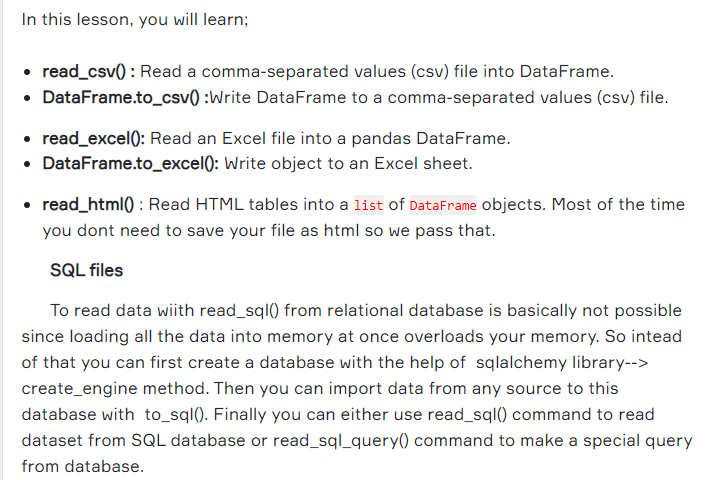 In this lesson, you will learn;
• read_csv() : Read a comma-separated values (csv) file into DataFrame.
• DataFrame.to_csv() :Write DataFrame to a comma-separated values (csv) file.
• read_excel(): Read an Excel file into a pandas DataFrame.
• DataFrame.to_excel(): Write object to an Excel sheet.
• read_html() : Read HTML tables into a list of DataFrame objects. Most of the time
you dont need to save your file as html so we pass that.
SQL files
To read data wiith read_sql() from relational database is basically not possible
since loading all the data into memory at once overloads your memory. So intead
of that you can first create a database with the help of  sqlalchemy library-->
create_engine method. Then you can import data from any source to this
database with  to_sql(). Finally you can either use read_sql() command to read
dataset from SQL database or read_sql_query() command to make a special query
from database.